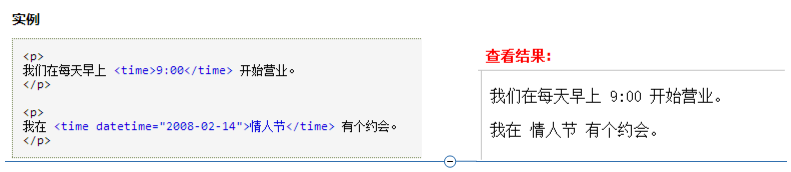 实例
<p>
我们在每天早上 <time>9:00</time> 开始营业。
</p>
<p>
我在 <time datetime="2008-02-14">情人节</time> 有个约会。
</p>
查看结果:
我们在每天早上 9:00 开始营业。
我在 情人节 有个约会。